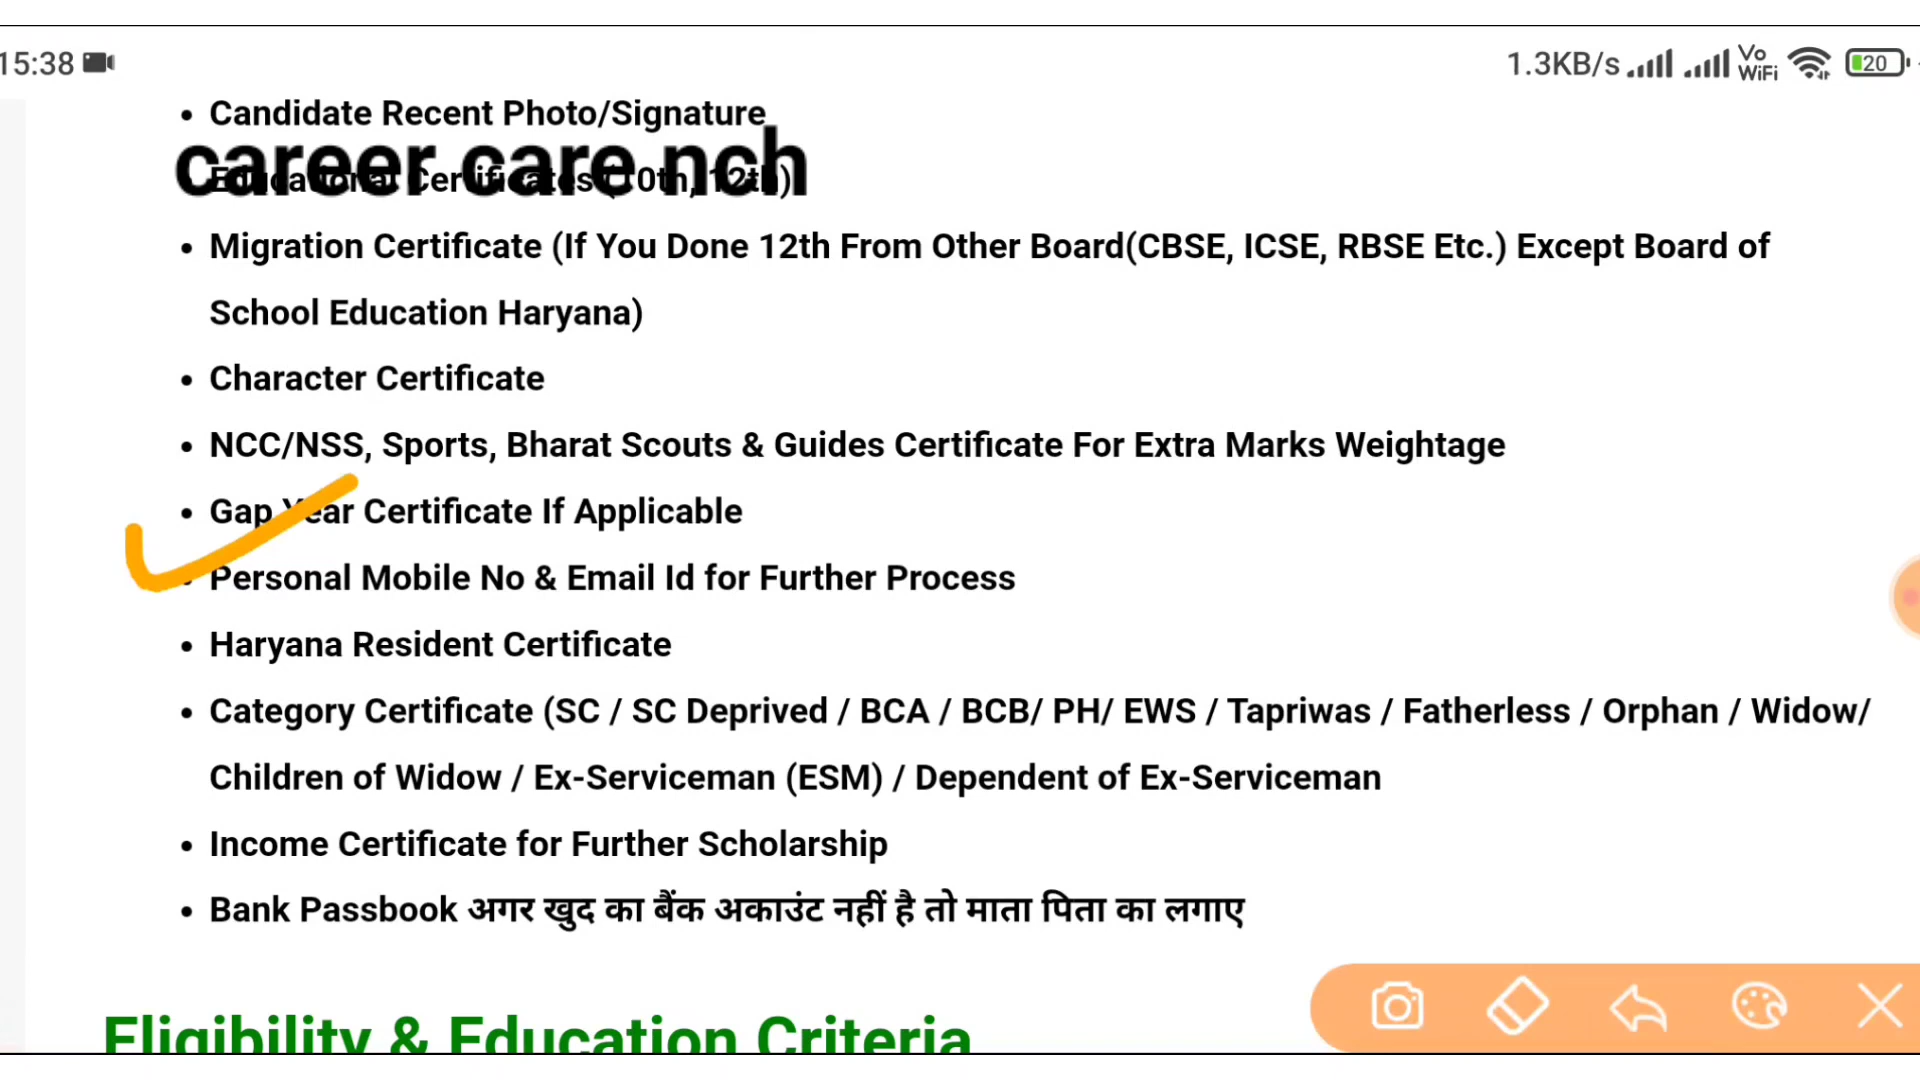 15:38
1.3KB/s Vo WiFi 20
Candidate Recent Photo/Signature
career care nch
Educational Certificates (10th, 12th)
Migration Certificate (If You Done 12th From Other Board(CBSE, ICSE, RBSE Etc.) Except Board of
School Education Haryana)
Character Certificate
NCC/NSS, Sports, Bharat Scouts & Guides Certificate For Extra Marks Weightage
Gap Year Certificate If Applicable
Personal Mobile No & Email Id for Further Process
Haryana Resident Certificate
Category Certificate (SC / SC Deprived / BCA / BCB/ PH/ EWS / Tapriwas / Fatherless / Orphan / Widow/
Children of Widow / Ex-Serviceman (ESM) / Dependent of Ex-Serviceman
Income Certificate for Further Scholarship
Bank Passbook अगर खुद का बैंक अकाउंट नहीं है तो माता पिता का लगाए
Eligibility & Education Criteria